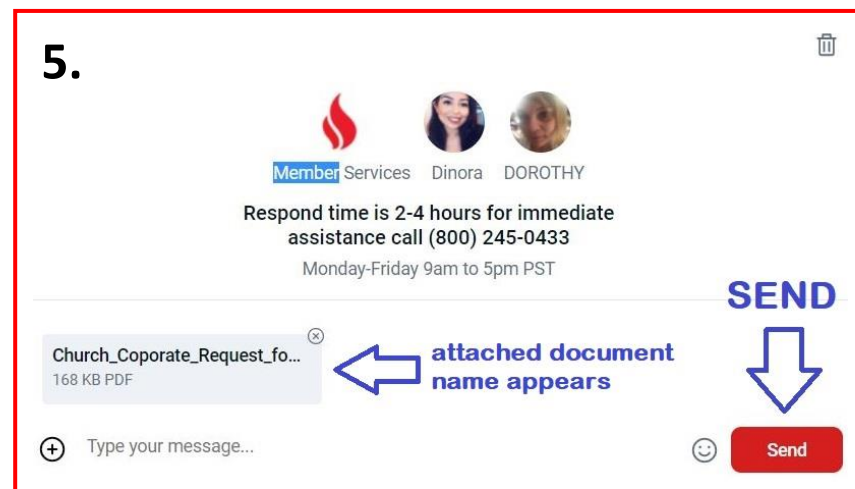 5.
Member Services Dinora DOROTHY
Respond time is 2-4 hours for immediate
assistance call (800) 245-0433
Monday-Friday 9am to 5pm PST
SEND
Church_Coporate_Request_fo...
168 KB PDF
attached document
name appears
Type your message...
Send